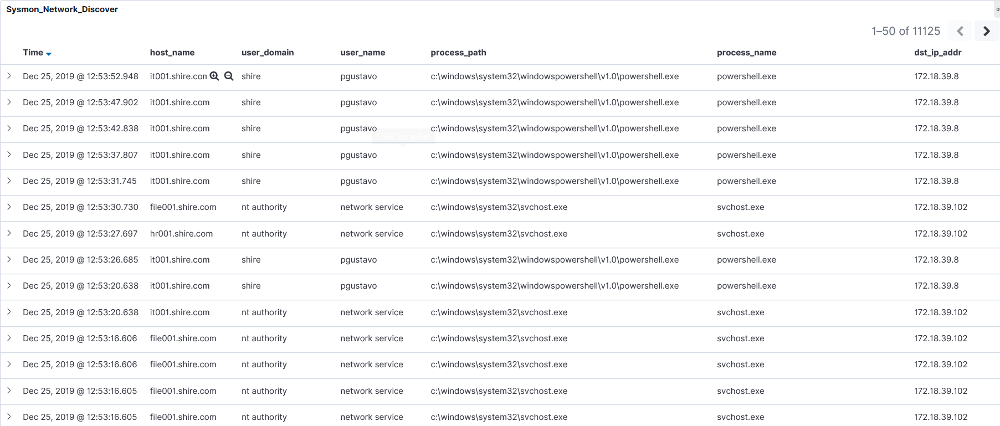 Sysmon_Network_Discover
1–50 of 11125
Time host_name user_domain user_name process_path process_name dst_ip_addr
Dec 25, 2019 @ 12:53:52.948 it001.shire.con shire pgustavo c:\windows\system32\windowspowershell\v1.0\powershell.exe powershell.exe 172.18.39.8
Dec 25, 2019 @ 12:53:47.902 it001.shire.com shire pgustavo c:\windows\system32\windowspowershell\v1.0\powershell.exe powershell.exe 172.18.39.8
Dec 25, 2019 @ 12:53:42.838 it001.shire.com shire pgustavo c:\windows\system32\windowspowershell\v1.0\powershell.exe powershell.exe 172.18.39.8
Filter for value
Dec 25, 2019 @ 12:53:37.807 it001.shire.com shire pgustavo c:\windows\system32\windowspowershell\v1.0\powershell.exe powershell.exe 172.18.39.8
Dec 25, 2019 @ 12:53:31.745 it001.shire.com shire pgustavo c:\windows\system32\windowspowershell\v1.0\powershell.exe powershell.exe 172.18.39.8
Dec 25, 2019 @ 12:53:30.730 file001.shire.com nt authority network service c:\windows\system32\svchost.exe svchost.exe 172.18.39.102
Dec 25, 2019 @ 12:53:27.697 hr001.shire.com nt authority network service c:\windows\system32\svchost.exe svchost.exe 172.18.39.102
Dec 25, 2019 @ 12:53:26.685 it001.shire.com shire pgustavo c:\windows\system32\windowspowershell\v1.0\powershell.exe powershell.exe 172.18.39.8
Dec 25, 2019 @ 12:53:20.638 it001.shire.com shire pgustavo c:\windows\system32\windowspowershell\v1.0\powershell.exe powershell.exe 172.18.39.8
Dec 25, 2019 @ 12:53:20.638 it001.shire.com nt authority network service c:\windows\system32\svchost.exe svchost.exe 172.18.39.102
Dec 25, 2019 @ 12:53:16.606 file001.shire.com nt authority network service c:\windows\system32\svchost.exe svchost.exe 172.18.39.102
Dec 25, 2019 @ 12:53:16.606 file001.shire.com nt authority network service c:\windows\system32\svchost.exe svchost.exe 172.18.39.102
Dec 25, 2019 @ 12:53:16.605 file001.shire.com nt authority network service c:\windows\system32\svchost.exe svchost.exe 172.18.39.102
Dec 25, 2019 @ 12:53:16.605 file001.shire.com nt authority network service c:\windows\system32\svchost.exe svchost.exe 172.18.39.102